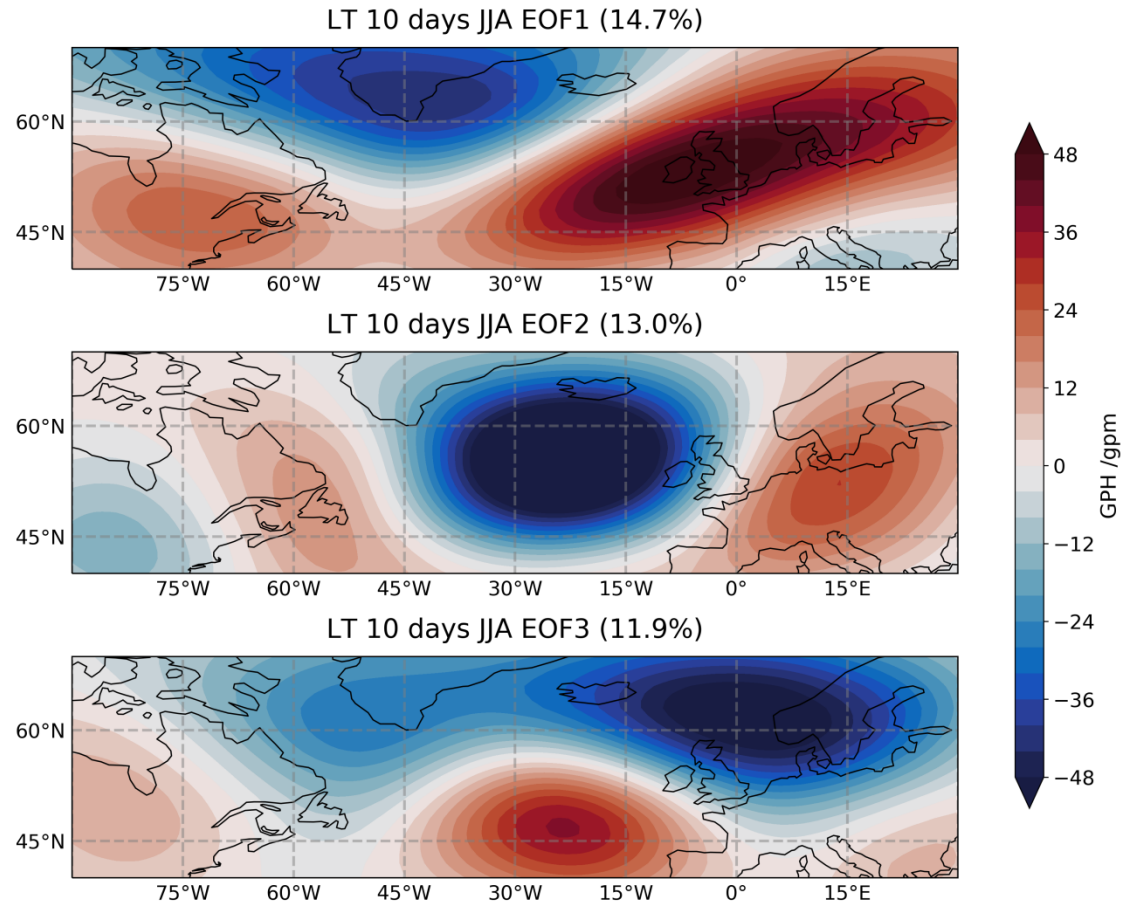 LT 10 days JJA EOF1 (14.7%)
60°N
45°N
75°W 60°W 45°W 30°W 15°W 0° 15°E
LT 10 days JJA EOF2 (13.0%)
60°N
45°N
75°W 60°W 45°W 30°W 15°W 0° 15°E
LT 10 days JJA EOF3 (11.9%)
60°N
45°N
75°W 60°W 45°W 30°W 15°W 0° 15°E
48
36
24
12
0
−12
−24
−36
−48
GPH /gpm